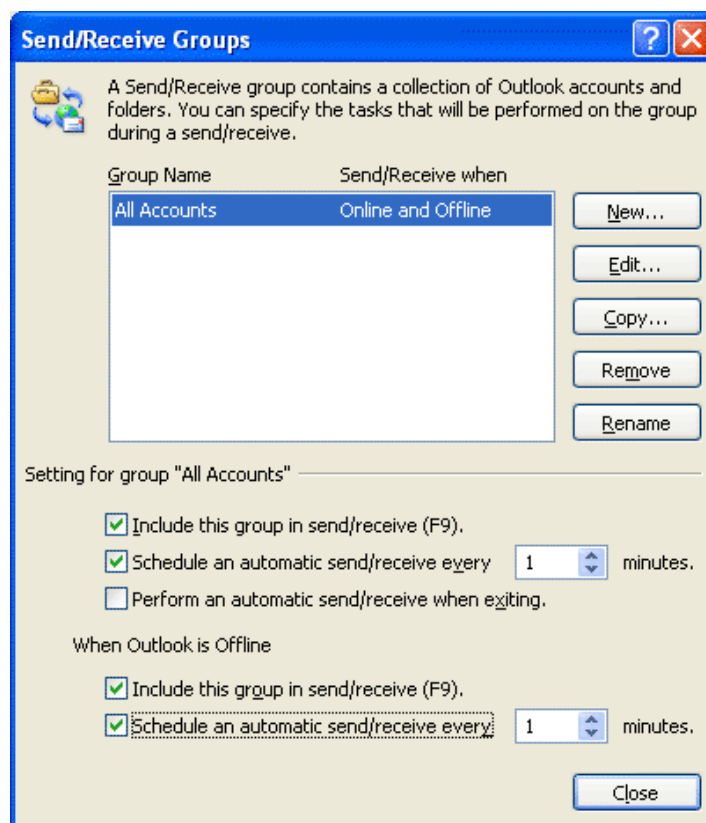 Send/Receive Groups
A Send/Receive group contains a collection of Outlook accounts and
folders. You can specify the tasks that will be performed on the group
during a send/receive.
Group Name Send/Receive when
All Accounts Online and Offline
New...
Edit...
Copy...
Remove
Rename
Setting for group "All Accounts"
Include this group in send/receive (F9).
Schedule an automatic send/receive every 1 minutes.
Perform an automatic send/receive when exiting.
When Outlook is Offline
Include this group in send/receive (F9).
Schedule an automatic send/receive every 1 minutes.
Close